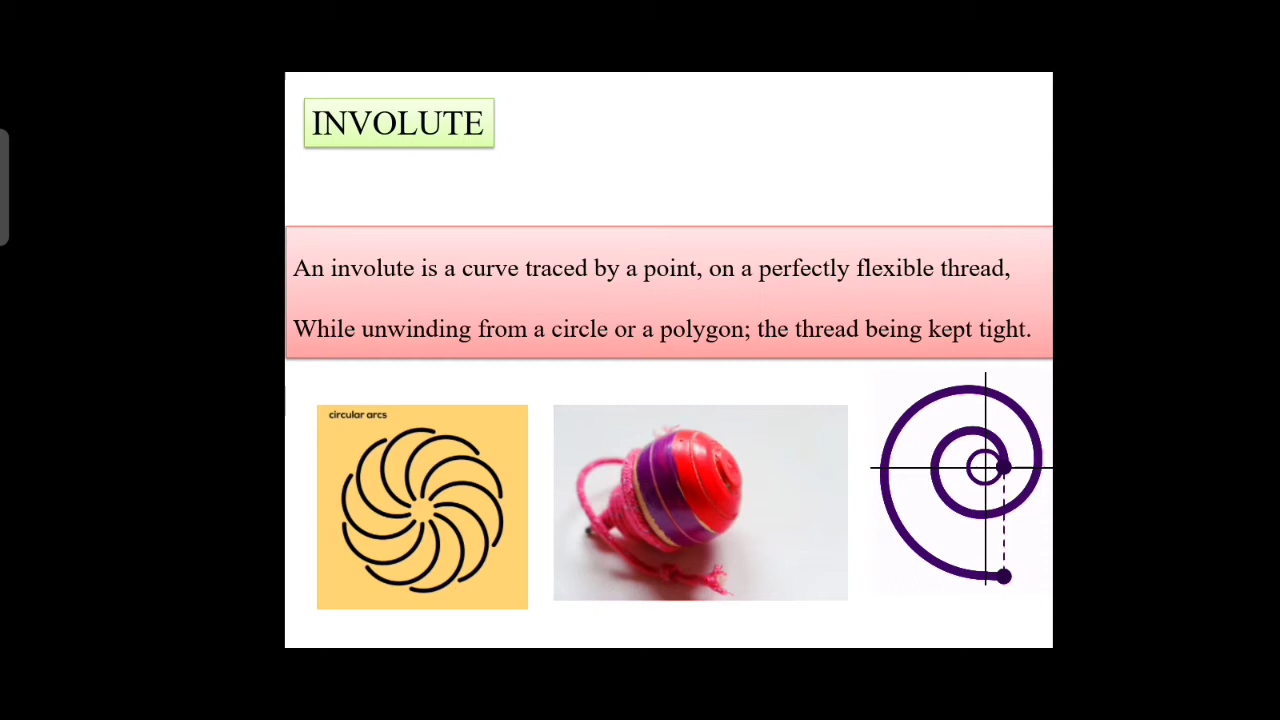 INVOLUTE
An involute is a curve traced by a point, on a perfectly flexible thread,
While unwinding from a circle or a polygon; the thread being kept tight.
circular arcs